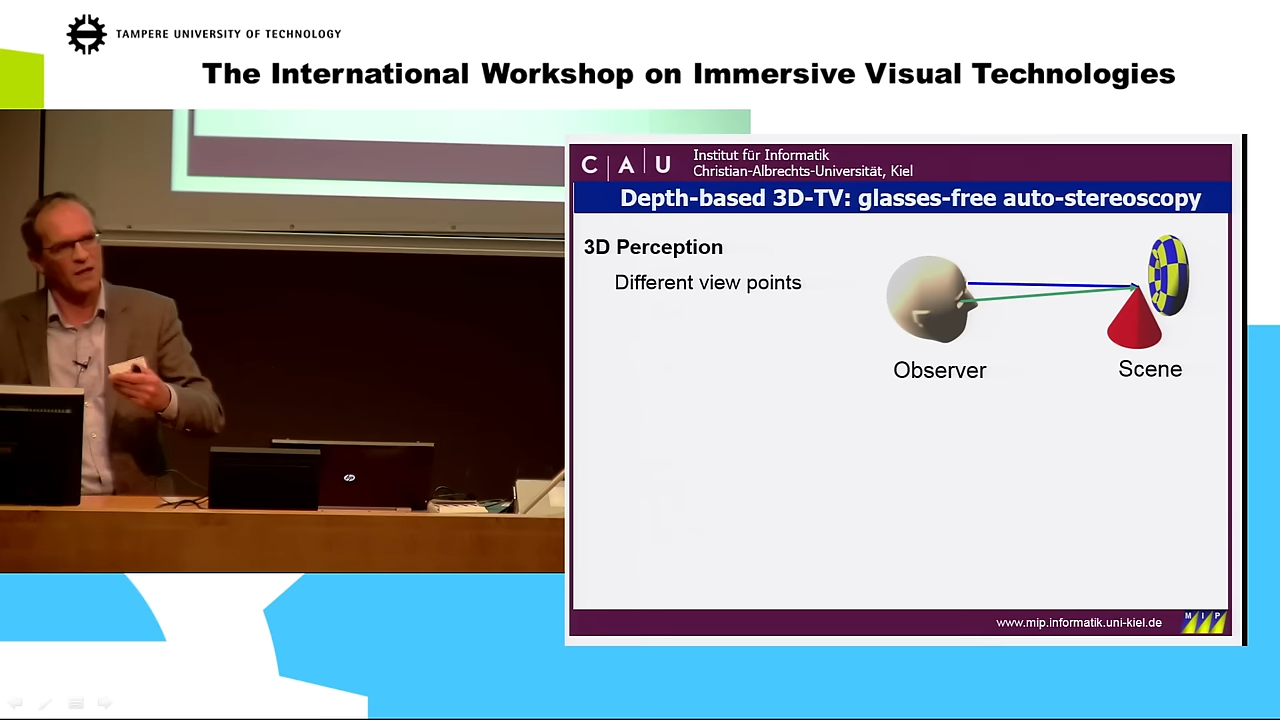 TAMPERE UNIVERSITY OF TECHNOLOGY
The International Workshop on Immersive Visual Technologies
C A U
Institut für Informatik
Christian-Albrechts-Universität, Kiel
Depth-based 3D-TV: glasses-free auto-stereoscopy
3D Perception
Different view points
Observer
Scene
hp
www.mip.informatik.uni-kiel.de
M I P